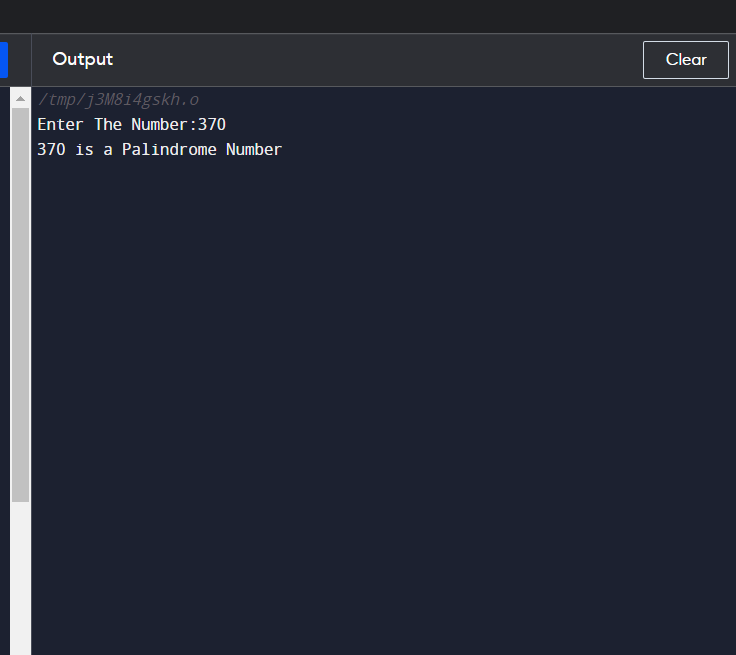 Output
Clear
/tmp/j3M8i4gskh.o
Enter The Number:370
370 is a Palindrome Number